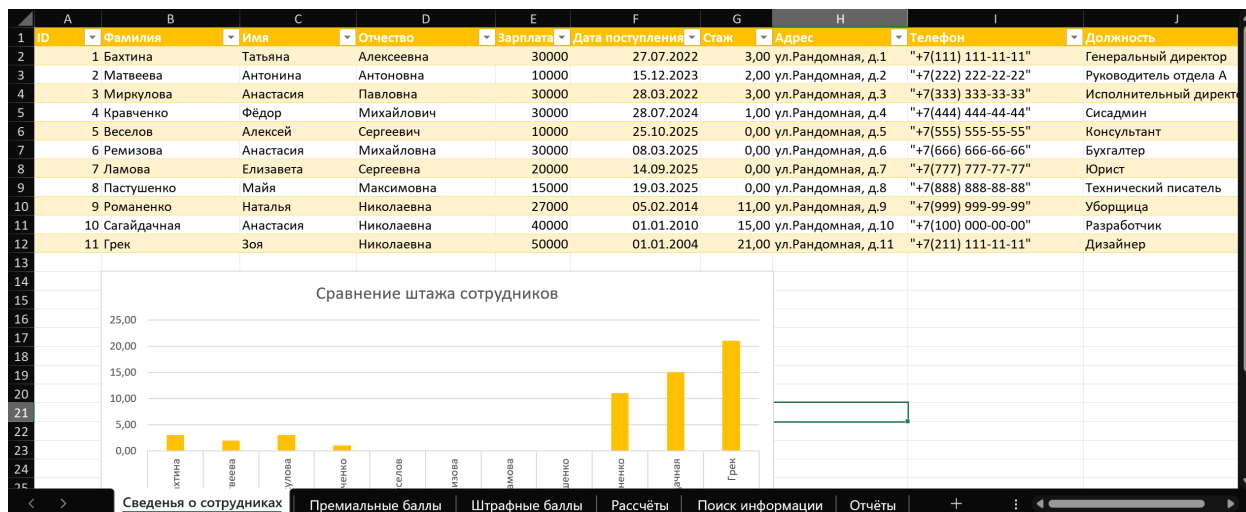 A B C D E F G H I J
1 ID Фамилия Имя Отчество Зарплата Дата поступления Стаж Адрес Телефон Должность
2 1 Бахтина Татьяна Алексеевна 30000 27.07.2022 3,00 ул.Рандомная, д.1 "+7(111) 111-11-11" Генеральный директор
3 2 Матвеева Антонина Антоновна 10000 15.12.2023 2,00 ул.Рандомная, д.2 "+7(222) 222-22-22" Руководитель отдела А
4 3 Миркулова Анастасия Павловна 30000 28.03.2022 3,00 ул.Рандомная, д.3 "+7(333) 333-33-33" Исполнительный директо
5 4 Кравченко Фёдор Михайлович 30000 28.07.2024 1,00 ул.Рандомная, д.4 "+7(444) 444-44-44" Сисадмин
6 5 Веселов Алексей Сергеевич 10000 25.10.2025 0,00 ул.Рандомная, д.5 "+7(555) 555-55-55" Консультант
7 6 Ремизова Анастасия Михайловна 30000 08.03.2025 0,00 ул.Рандомная, д.6 "+7(666) 666-66-66" Бухгалтер
8 7 Ламова Елизавета Сергеевна 20000 14.09.2025 0,00 ул.Рандомная, д.7 "+7(777) 777-77-77" Юрист
9 8 Пастушенко Майя Максимовна 15000 19.03.2025 0,00 ул.Рандомная, д.8 "+7(888) 888-88-88" Технический писатель
10 9 Романенко Наталья Николаевна 27000 05.02.2014 11,00 ул.Рандомная, д.9 "+7(999) 999-99-99" Уборщица
11 10 Сагайдачная Анастасия Николаевна 40000 01.01.2010 15,00 ул.Рандомная, д.10 "+7(100) 000-00-00" Разработчик
12 11 Грек Зоя Николаевна 50000 01.01.2004 21,00 ул.Рандомная, д.11 "+7(211) 111-11-11" Дизайнер
13
14
Сравнение штажа сотрудников
15
16 25,00
17
18 20,00
19 15,00
20 10,00
21
22 5,00
23 0,00
24 хтина твеева улова ченко селов изова амова шенко ненко ачная Грек
25
Сведенья о сотрудниках Премиальные баллы Штрафные баллы Рассчёты Поиск информации Отчёты +